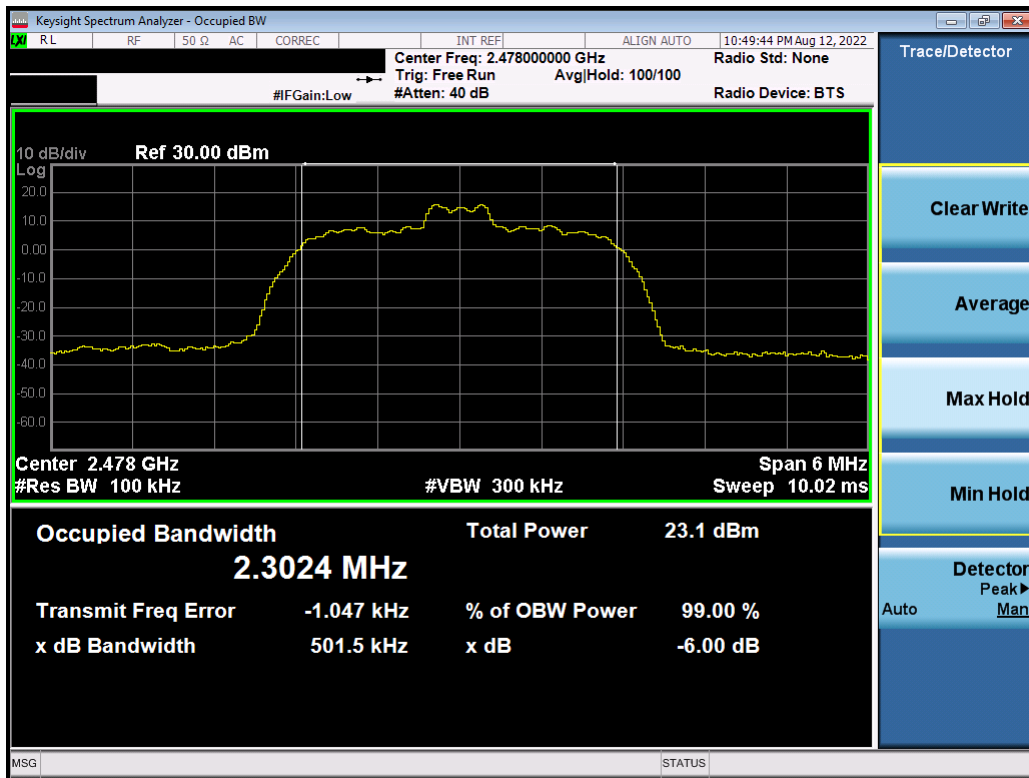 Keysight Spectrum Analyzer - Occupied BW
LXI RL RF 50 Ω AC CORREC INT REF ALIGN AUTO 10:49:44 PM Aug 12, 2022
Center Freq: 2.478000000 GHz Radio Std: None
Trig: Free Run Avg|Hold: 100/100
#IFGain:Low #Atten: 40 dB Radio Device: BTS
10 dB/div Ref 30.00 dBm
Log
20.0
10.0
0.00
-10.0
-20.0
-30.0
-40.0
-50.0
-60.0
Center 2.478 GHz Span 6 MHz
#Res BW 100 kHz #VBW 300 kHz Sweep 10.02 ms
Occupied Bandwidth Total Power 23.1 dBm
2.3024 MHz
Transmit Freq Error -1.047 kHz % of OBW Power 99.00 %
x dB Bandwidth 501.5 kHz x dB -6.00 dB
MSG STATUS
Trace/Detector
Clear Write
Average
Max Hold
Min Hold
Detector
Peak▶
Auto Man